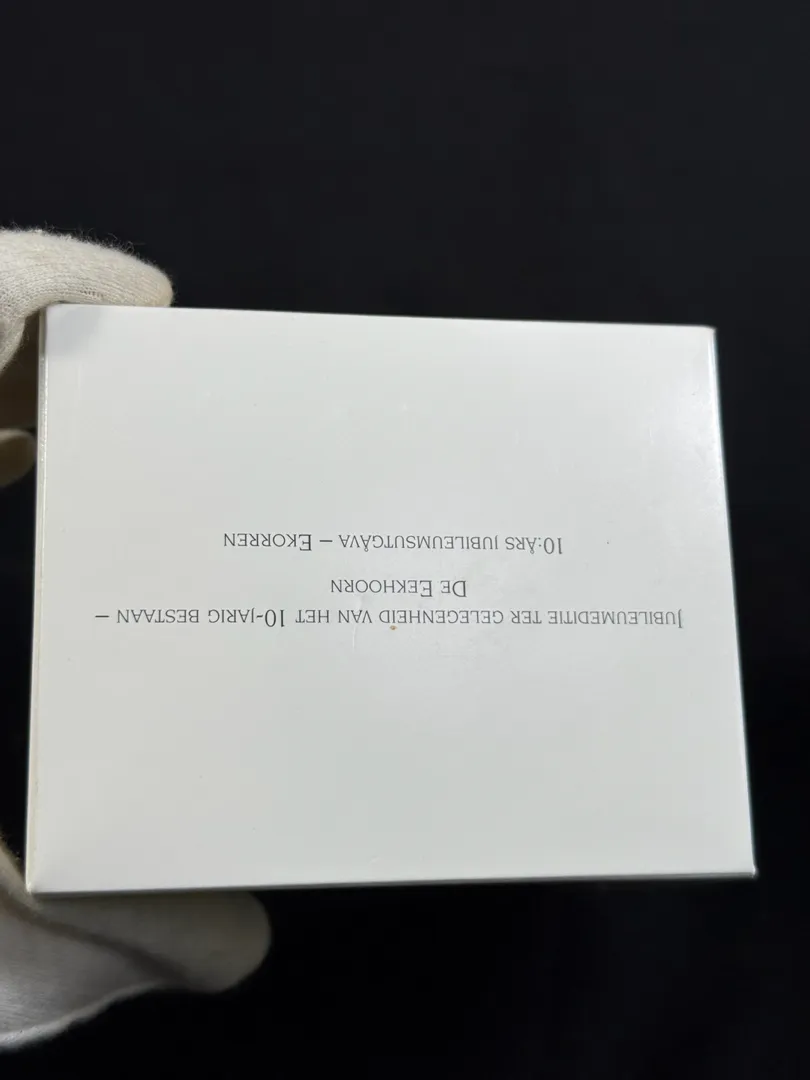 Jubileumeditie ter gelegenheid van het 10-jarig bestaan –
De Eekhoorn
10:års jubileumsutgåva – Ekorren